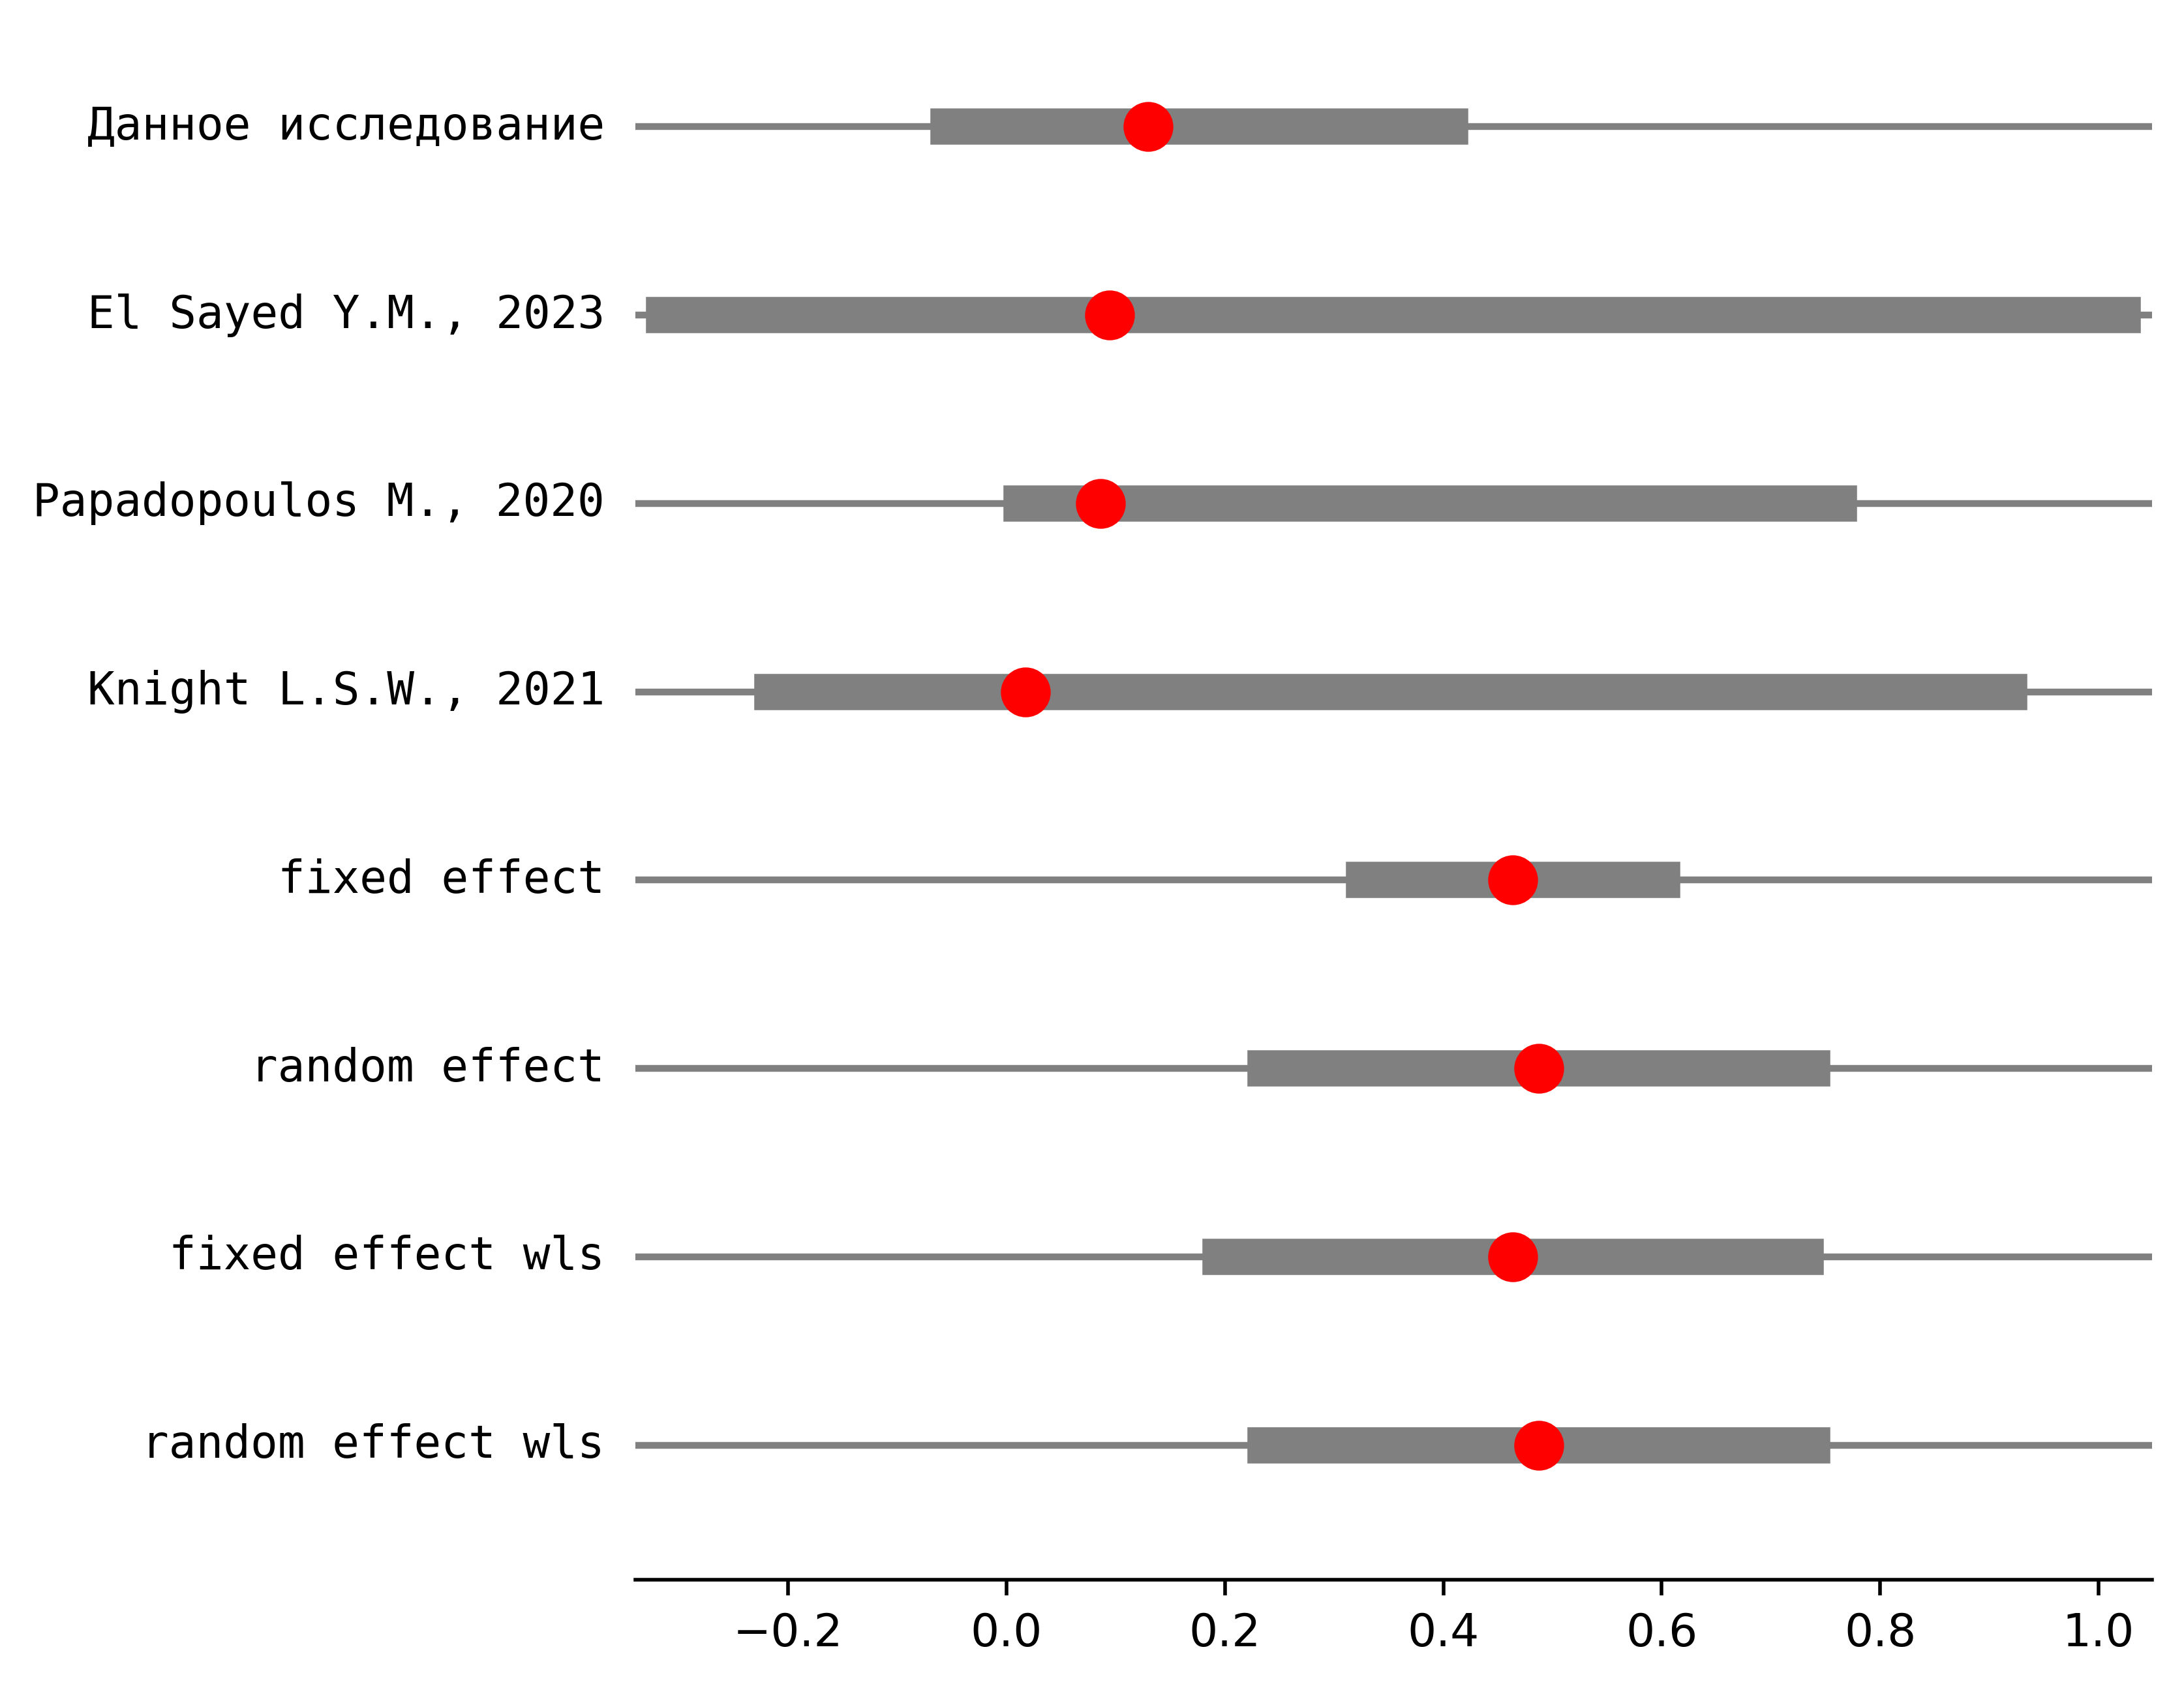 Данное исследование
El Sayed Y.M., 2023
Papadopoulos M., 2020
Knight L.S.W., 2021
fixed effect
random effect
fixed effect wls
random effect wls
−0.2 0.0 0.2 0.4 0.6 0.8 1.0